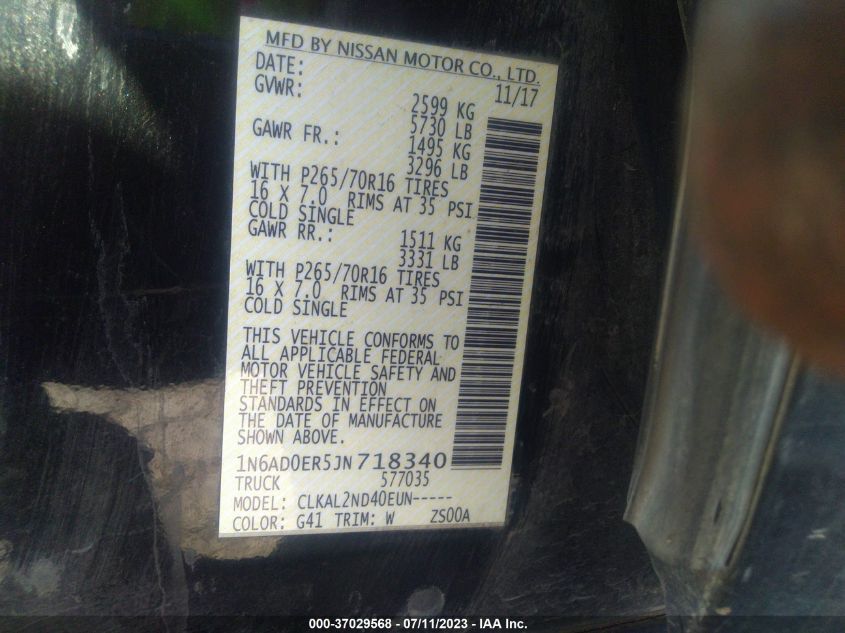 MFD BY NISSAN MOTOR CO., LTD.
DATE: 11/17
GVWR: 2599 KG
5730 LB
GAWR FR.: 1495 KG
3296 LB
WITH P265/70R16 TIRES
16 X 7.0 RIMS AT 35 PSI
COLD SINGLE
GAWR RR.: 1511 KG
3331 LB
WITH P265/70R16 TIRES
16 X 7.0 RIMS AT 35 PSI
COLD SINGLE
THIS VEHICLE CONFORMS TO
ALL APPLICABLE FEDERAL
MOTOR VEHICLE SAFETY AND
THEFT PREVENTION
STANDARDS IN EFFECT ON
THE DATE OF MANUFACTURE
SHOWN ABOVE.
1N6AD0ER5JN718340
TRUCK 577035
MODEL: CLKAL2ND40EUN-----
COLOR: G41 TRIM: W ZS00A
000-37029568 - 07/11/2023 - IAA Inc.